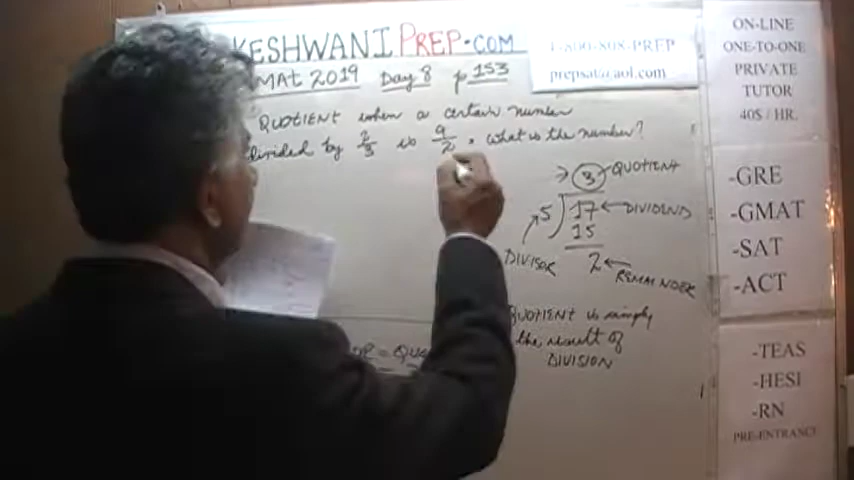 KESHWANI PREP.COM
1-800-808-PREP
prepsat@aol.com
MAT 2019 Day 8 p 153
QUOTIENT when a certain number
divided by 2/3 is 9/2. What is the number?
3 QUOTIENT
5 17 DIVIDEND
15
DIVISOR 2 REMAINDER
QUOTIENT is simply
the result of
DIVISION
= QUO
ON-LINE
ONE-TO-ONE
PRIVATE
TUTOR
40$ / HR.
-GRE
-GMAT
-SAT
-ACT
-TEAS
-HESI
-RN
PRE-ENTRANCE